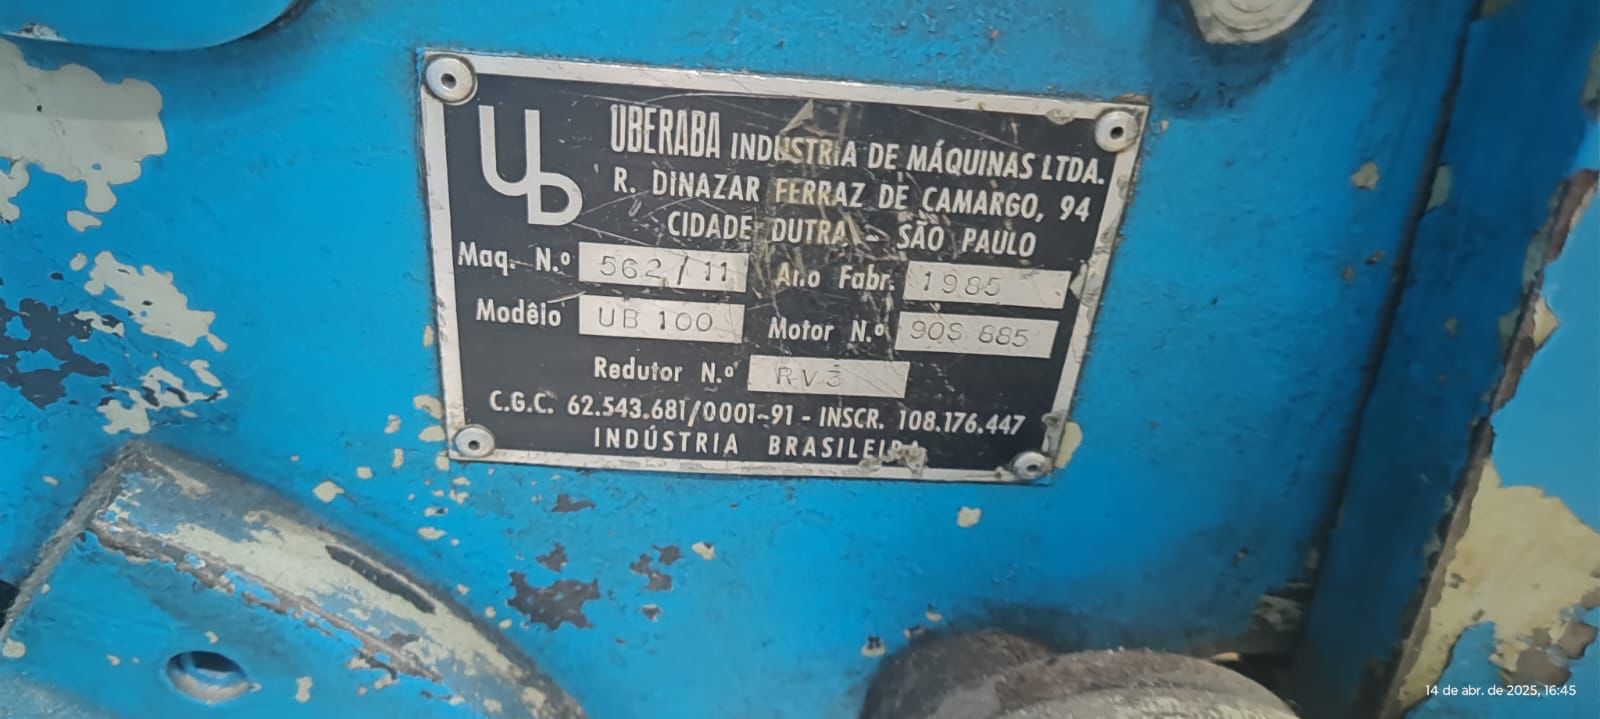 UB
UBERABA INDUSTRIA DE MÁQUINAS LTDA.
R. DINAZAR FERRAZ DE CAMARGO, 94
CIDADE DUTRA - SÃO PAULO
Maq. N.º 562/11 Ano Fabr. 1985
Modêlo UB 100 Motor N.º 90S 685
Redutor N.º RV3
C.G.C. 62.543.681/0001-91 - INSCR. 108.176.447
INDÚSTRIA BRASILEIRA
14 de abr. de 2025, 16:45